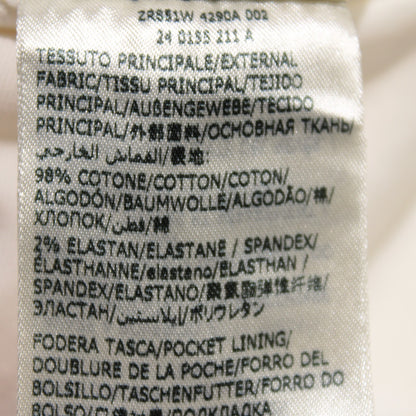 ZRSS1W 4290A 002
24 0155 211 A
TESSUTO PRINCIPALE/EXTERNAL
FABRIC/TISSU PRINCIPAL/TEJIDO
PRINCIPAL/AUßENGEWEBE/TECIDO
PRINCIPAL/外部面料/ОСНОВНАЯ ТКАНЬ/
القماش الخارجي/表地:
98% COTONE/COTTON/COTON/
ALGODÓN/BAUMWOLLE/ALGODÃO/棉/
ХЛОПОК/قطن/綿
2% ELASTAN/ELASTANE / SPANDEX/
ÉLASTHANNE/elastano/ELASTHAN /
SPANDEX/ELASTANO/聚氨酯弹性纤维/
ЭЛАСТАН/إيلاستين/ポリウレタン
FODERA TASCA/POCKET LINING/
DOUBLURE DE LA POCHE/FORRO DEL
BOLSILLO/TASCHENFUTTER/FORRO DO